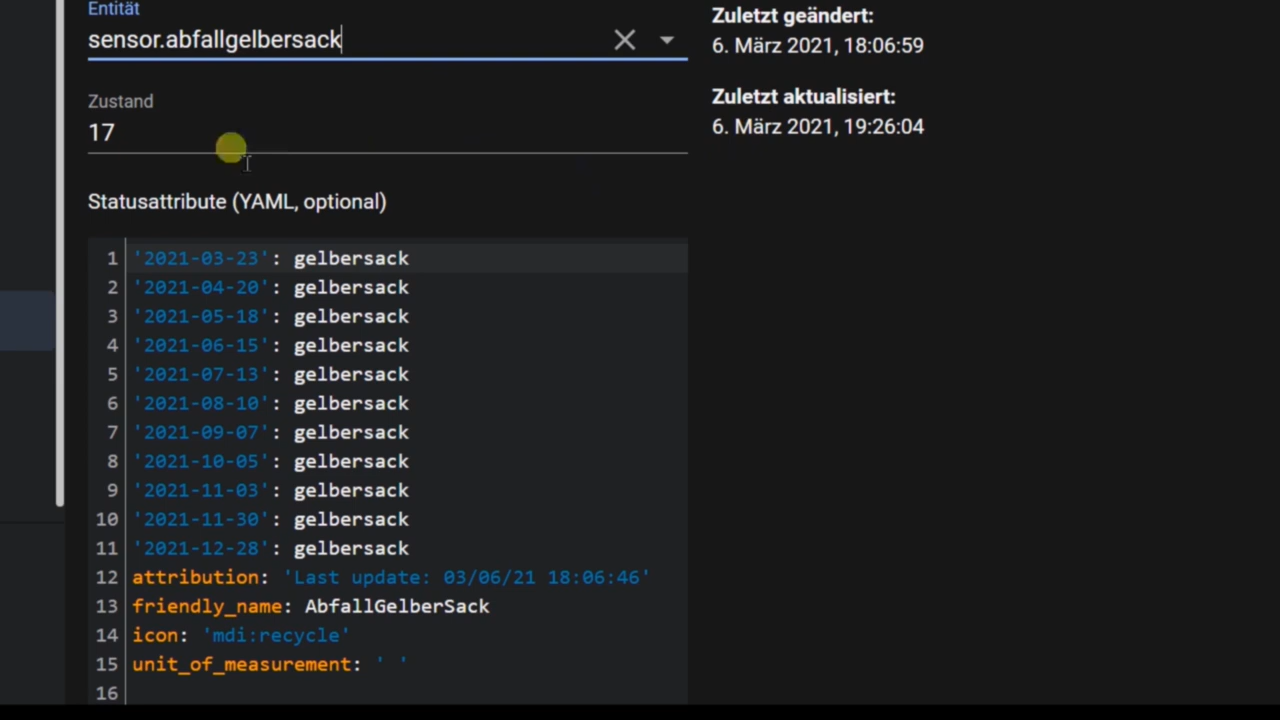 Entität
sensor.abfallgelbersack
Zustand
17
Statusattribute (YAML, optional)
1 '2021-03-23': gelbersack
2 '2021-04-20': gelbersack
3 '2021-05-18': gelbersack
4 '2021-06-15': gelbersack
5 '2021-07-13': gelbersack
6 '2021-08-10': gelbersack
7 '2021-09-07': gelbersack
8 '2021-10-05': gelbersack
9 '2021-11-03': gelbersack
10 '2021-11-30': gelbersack
11 '2021-12-28': gelbersack
12 attribution: 'Last update: 03/06/21 18:06:46'
13 friendly_name: AbfallGelberSack
14 icon: 'mdi:recycle'
15 unit_of_measurement: ' '
16
Zuletzt geändert:
6. März 2021, 18:06:59
Zuletzt aktualisiert:
6. März 2021, 19:26:04